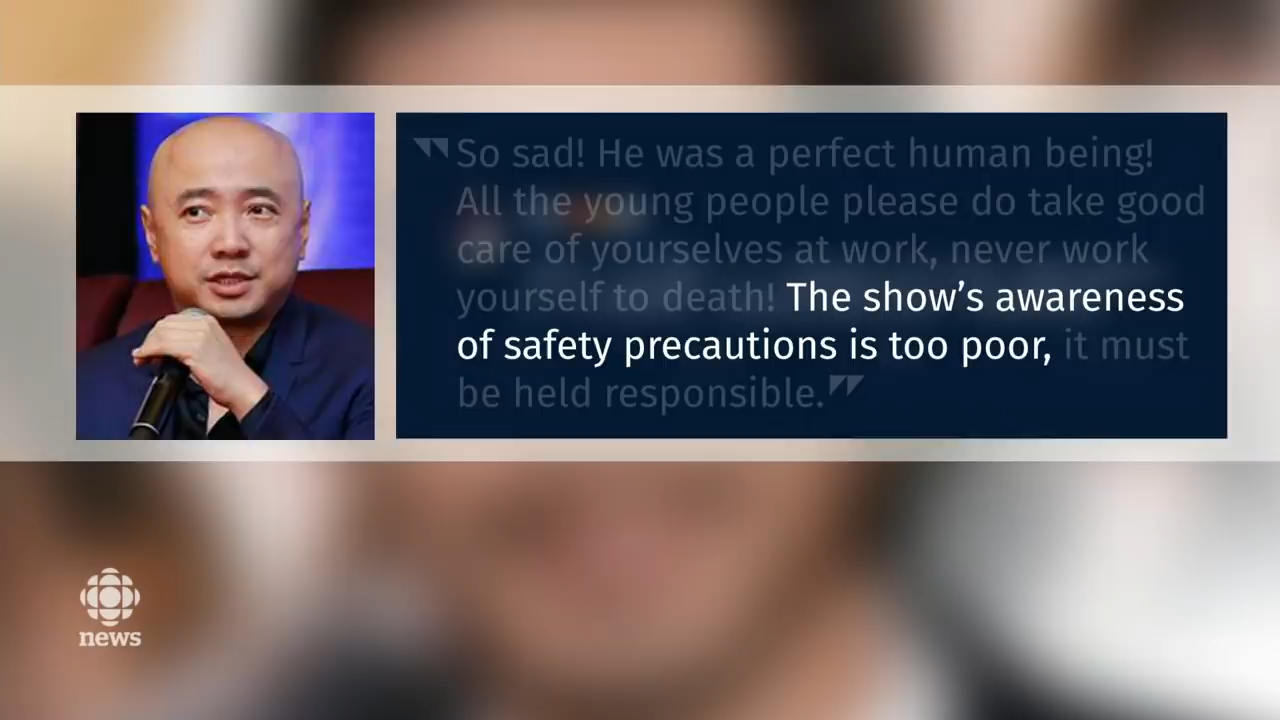 "So sad! He was a perfect human being!
All the young people please do take good
care of yourselves at work, never work
yourself to death! The show's awareness
of safety precautions is too poor, it must
be held responsible."
news